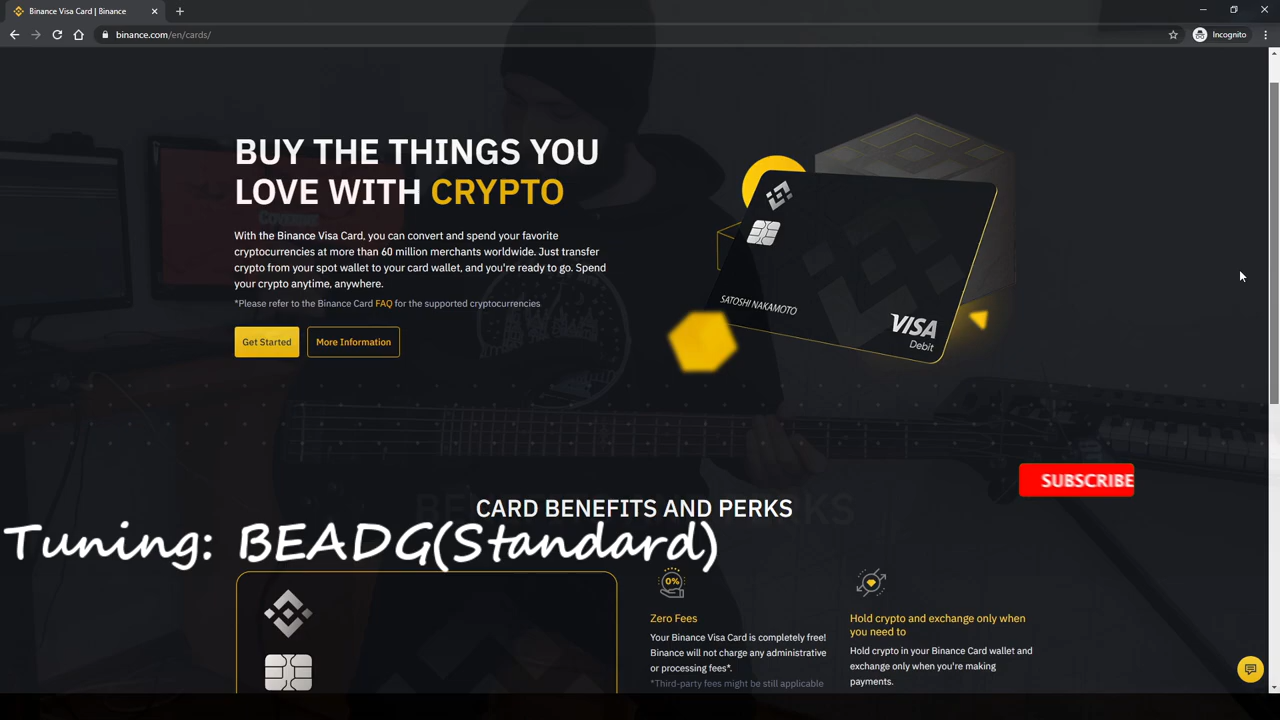 Binance Visa Card | Binance
binance.com/en/cards/
Incognito
BUY THE THINGS YOU
LOVE WITH CRYPTO
With the Binance Visa Card, you can convert and spend your favorite
cryptocurrencies at more than 60 million merchants worldwide. Just transfer
crypto from your spot wallet to your card wallet, and you're ready to go. Spend
your crypto anytime, anywhere.
*Please refer to the Binance Card FAQ for the supported cryptocurrencies
Get Started
More Information
SATOSHI NAKAMOTO
VISA
Debit
SUBSCRIBE
CARD BENEFITS AND PERKS
Tuning: BEADG(Standard)
0%
Zero Fees
Your Binance Visa Card is completely free!
Binance will not charge any administrative
or processing fees*.
*Third-party fees might be still applicable
Hold crypto and exchange only when
you need to
Hold crypto in your Binance Card wallet and
exchange only when you're making
payments.